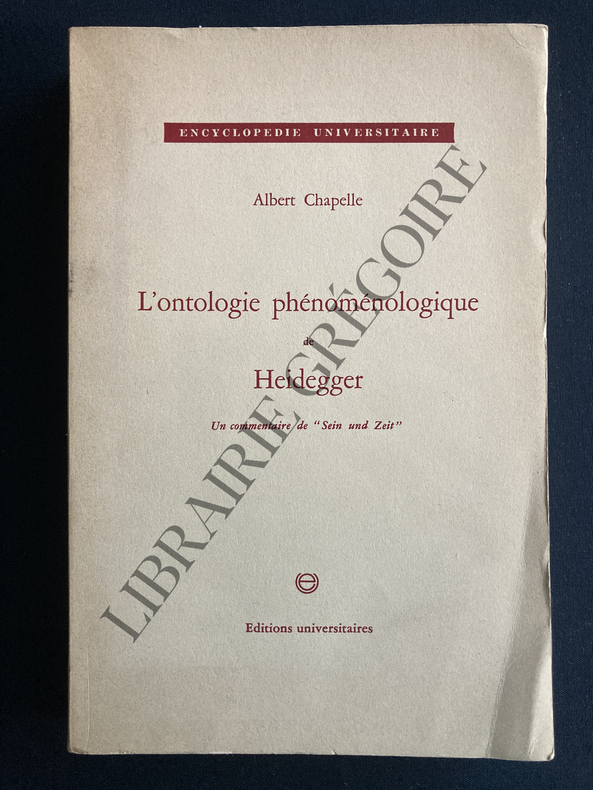 ENCYCLOPEDIE UNIVERSITAIRE
Albert Chapelle
L'ontologie phénoménologique
de
Heidegger
Un commentaire de "Sein und Zeit"
Editions universitaires
LIBRAIRIE GRÉGOIRE